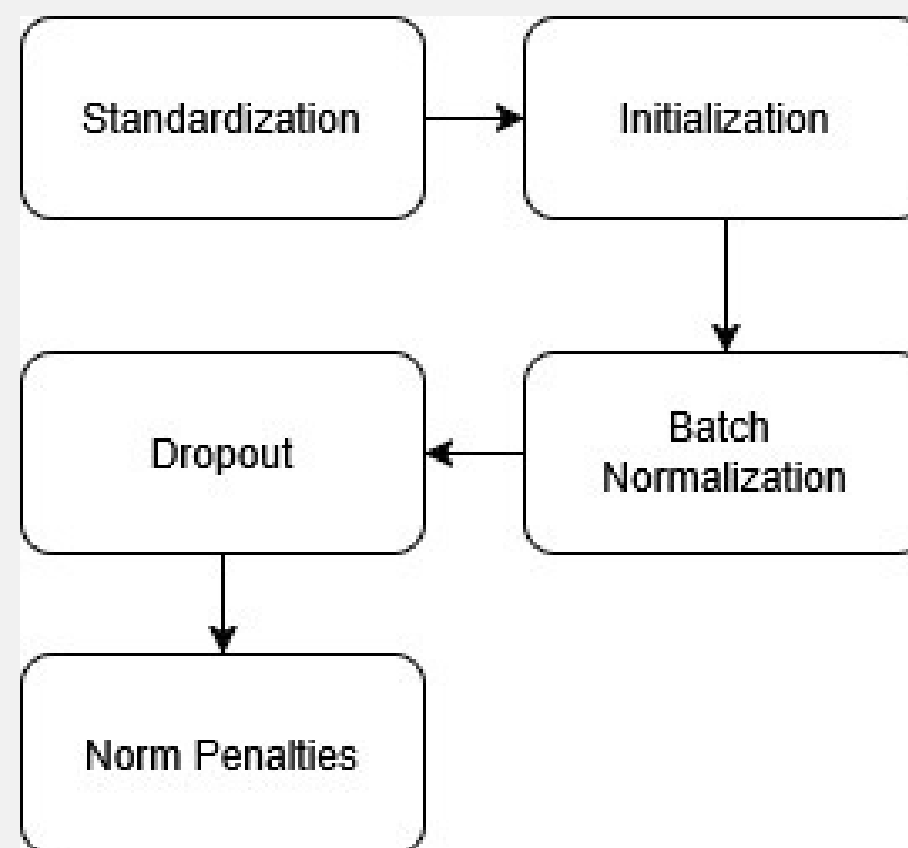 Standardization
Initialization
Batch
Normalization
Dropout
Norm Penalties